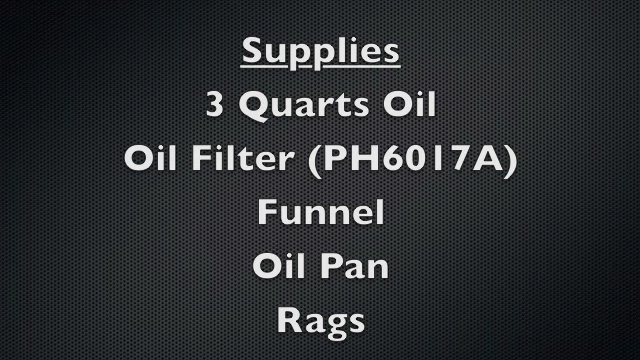 Supplies
3 Quarts Oil
Oil Filter (PH6017A)
Funnel
Oil Pan
Rags